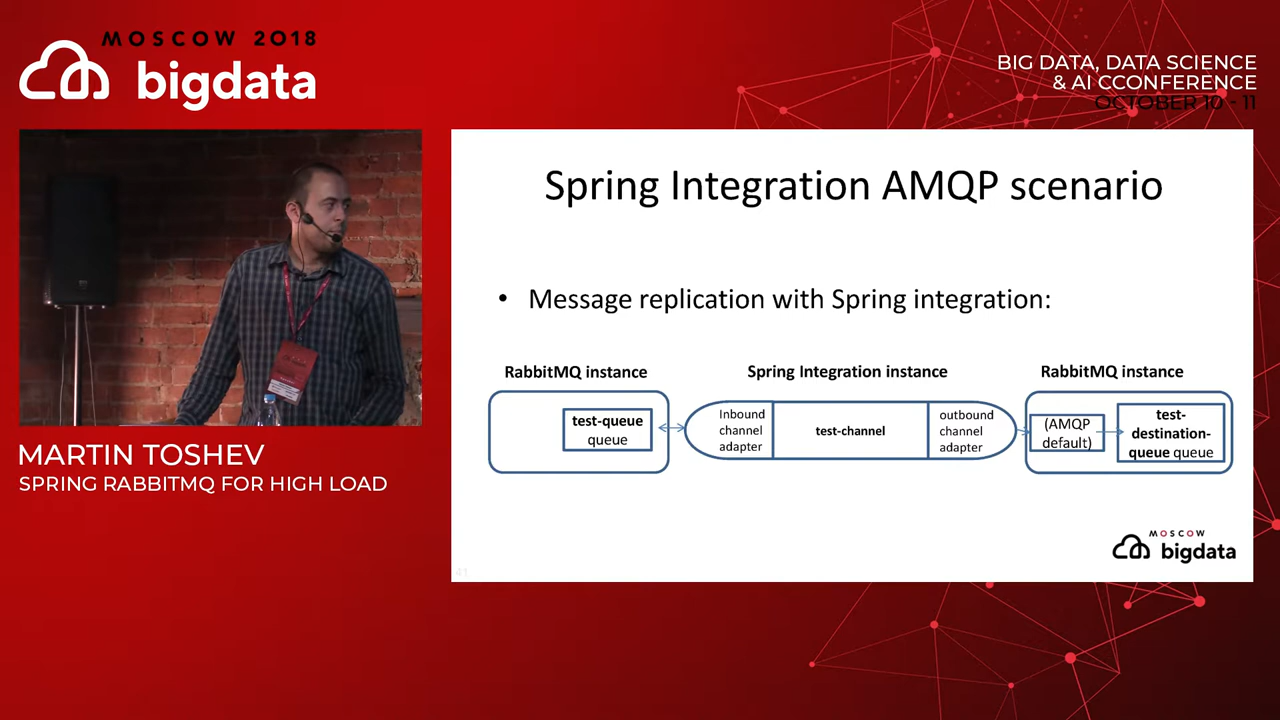 MOSCOW 2018
bigdata
BIG DATA, DATA SCIENCE
& AI CCONFERENCE
OCTOBER 10 - 11
Spring Integration AMQP scenario
• Message replication with Spring integration:
RabbitMQ instance
test-queue
queue
Spring Integration instance
Inbound
channel
adapter
test-channel
outbound
channel
adapter
RabbitMQ instance
(AMQP
default)
test-
destination-
queue queue
MOSCOW
bigdata
41
MARTIN TOSHEV
SPRING RABBITMQ FOR HIGH LOAD